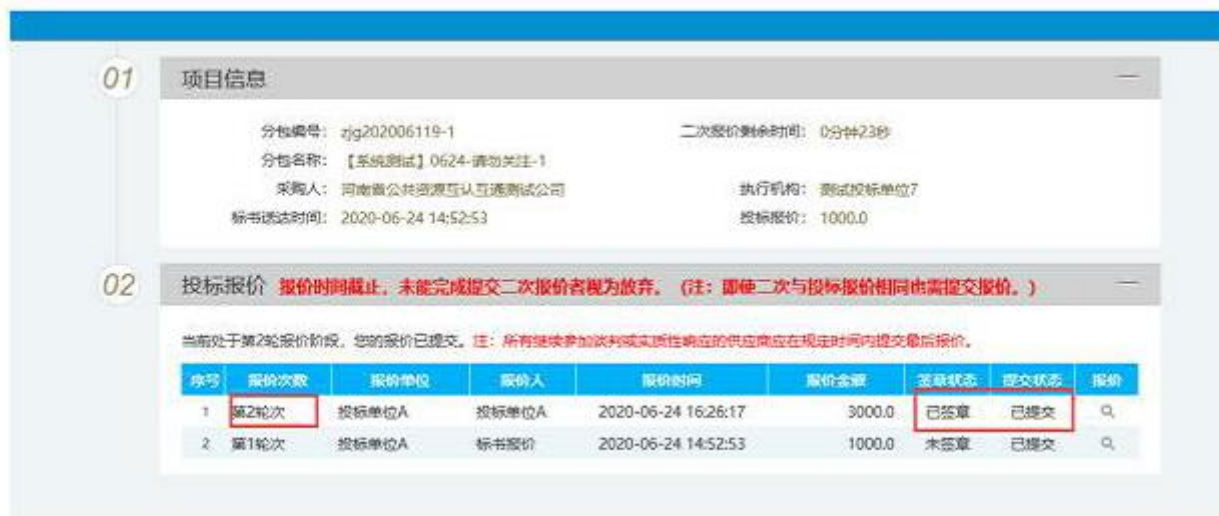 01 项目信息
分包编号: zjg202006119-1 二次报价剩余时间: 0分钟23秒
分包名称: 【系统测试】0624-请勿关注-1
采购人: 河南省公共资源互认互通测试公司 执行机构: 测试投标单位7
标书送达时间: 2020-06-24 14:52:53 投标报价: 1000.0
02 投标报价 报价时间截止，未能完成提交二次报价者视为放弃。（注：即使二次与投标报价相同也需提交报价。）
当前处于第2轮报价阶段，您的报价已提交。注：所有继续参加谈判或实质性响应的供应商应在规定时间内提交最后报价。
序号 报价次数 报价单位 报价人 报价时间 报价金额 签章状态 提交状态 报价
1 第2轮次 投标单位A 投标单位A 2020-06-24 16:26:17 3000.0 已签章 已提交
2 第1轮次 投标单位A 标书报价 2020-06-24 14:52:53 1000.0 未签章 已提交